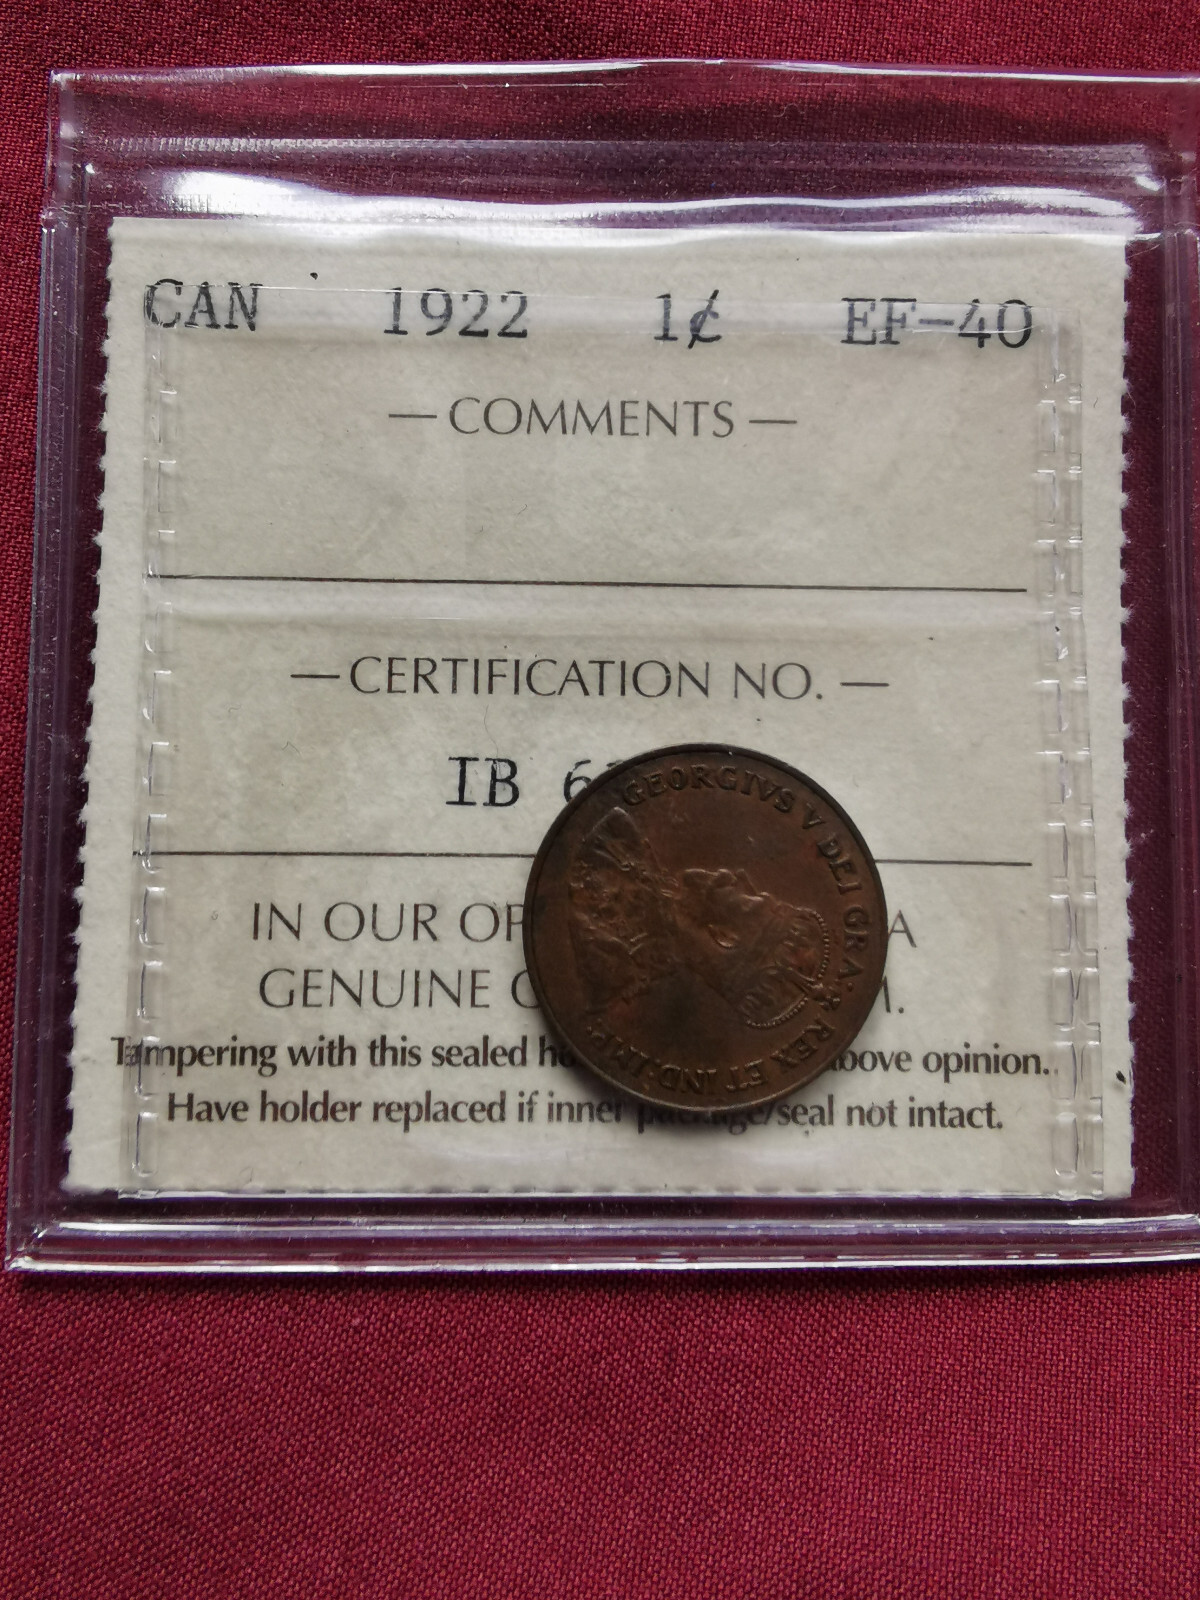 CAN 1922 1¢ EF-40
— COMMENTS —
— CERTIFICATION NO. —
IB
IN OUR A
GENUINE
Tampering with this sealed above opinion.
Have holder replaced if inner package/seal not intact.
GEORGIVS V DEI GRA: REX ET IND:IMP: